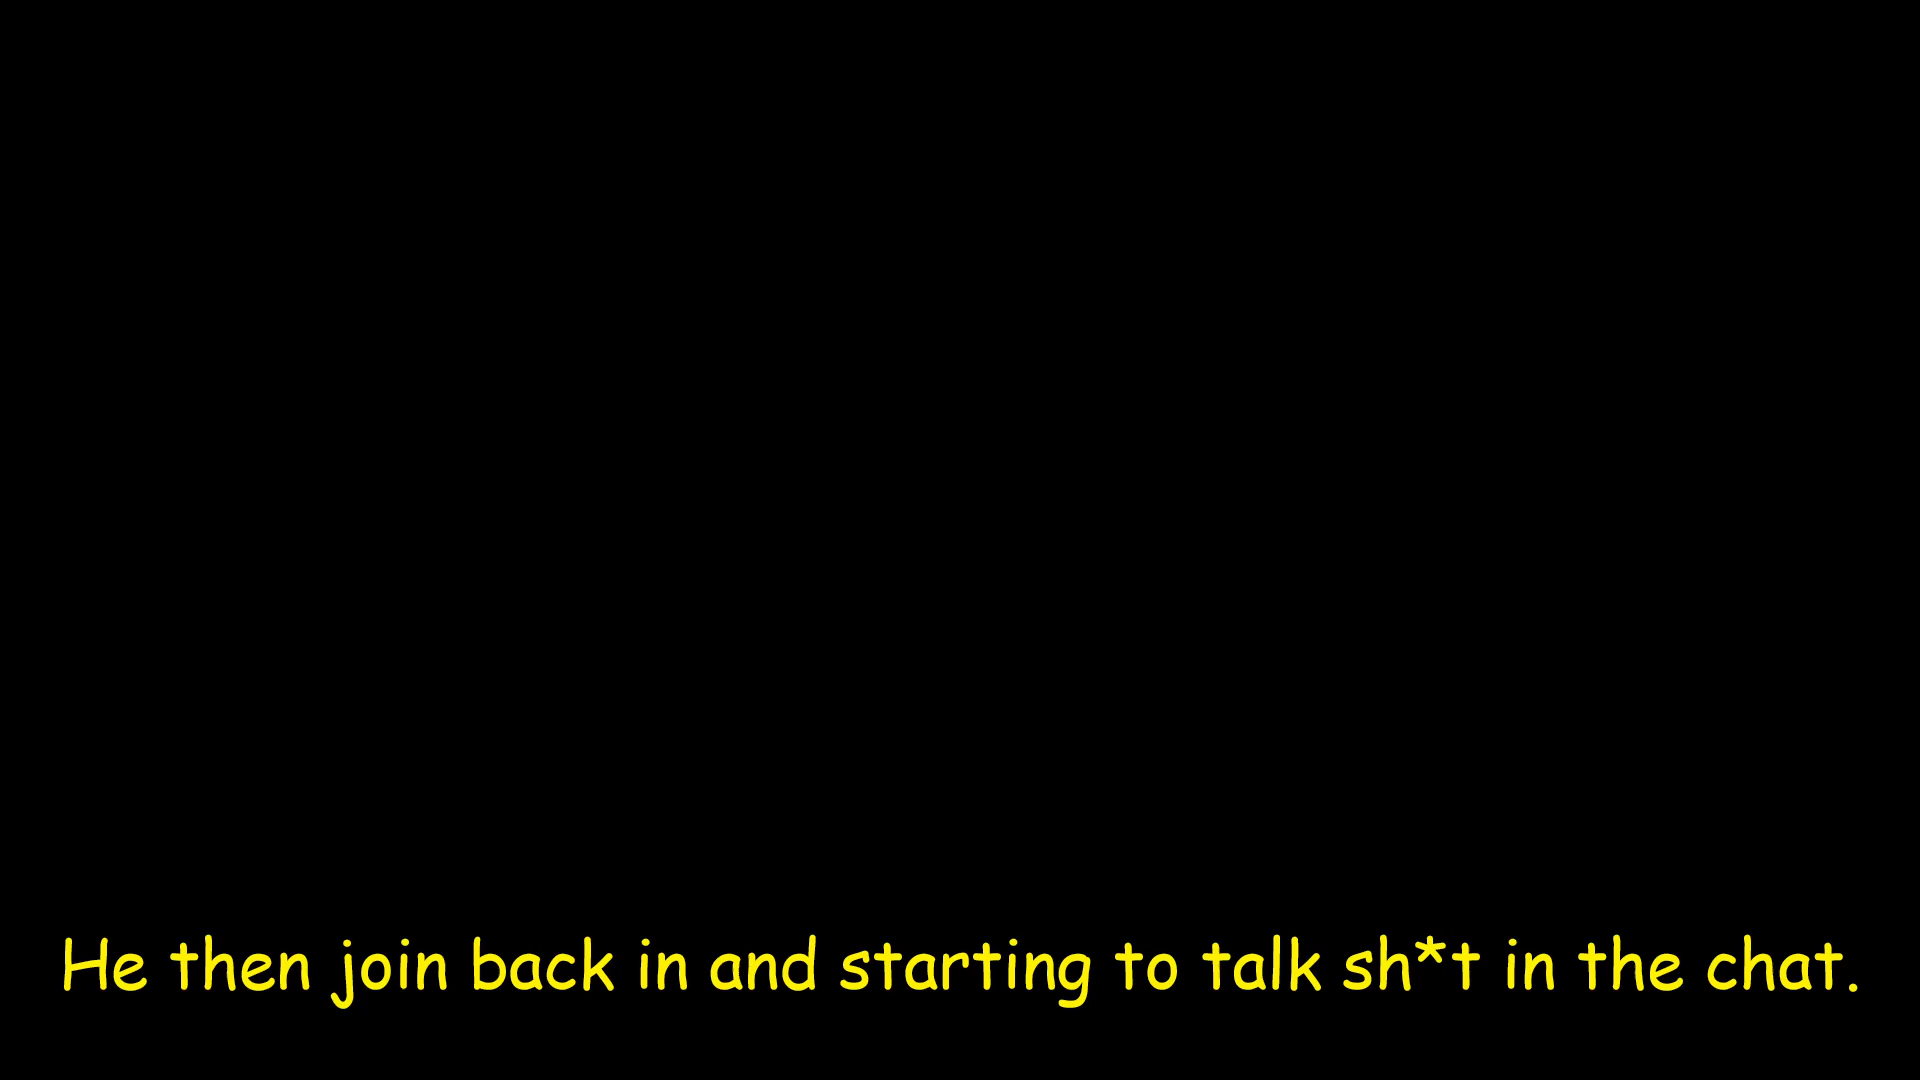 He then join back in and starting to talk sh*t in the chat.